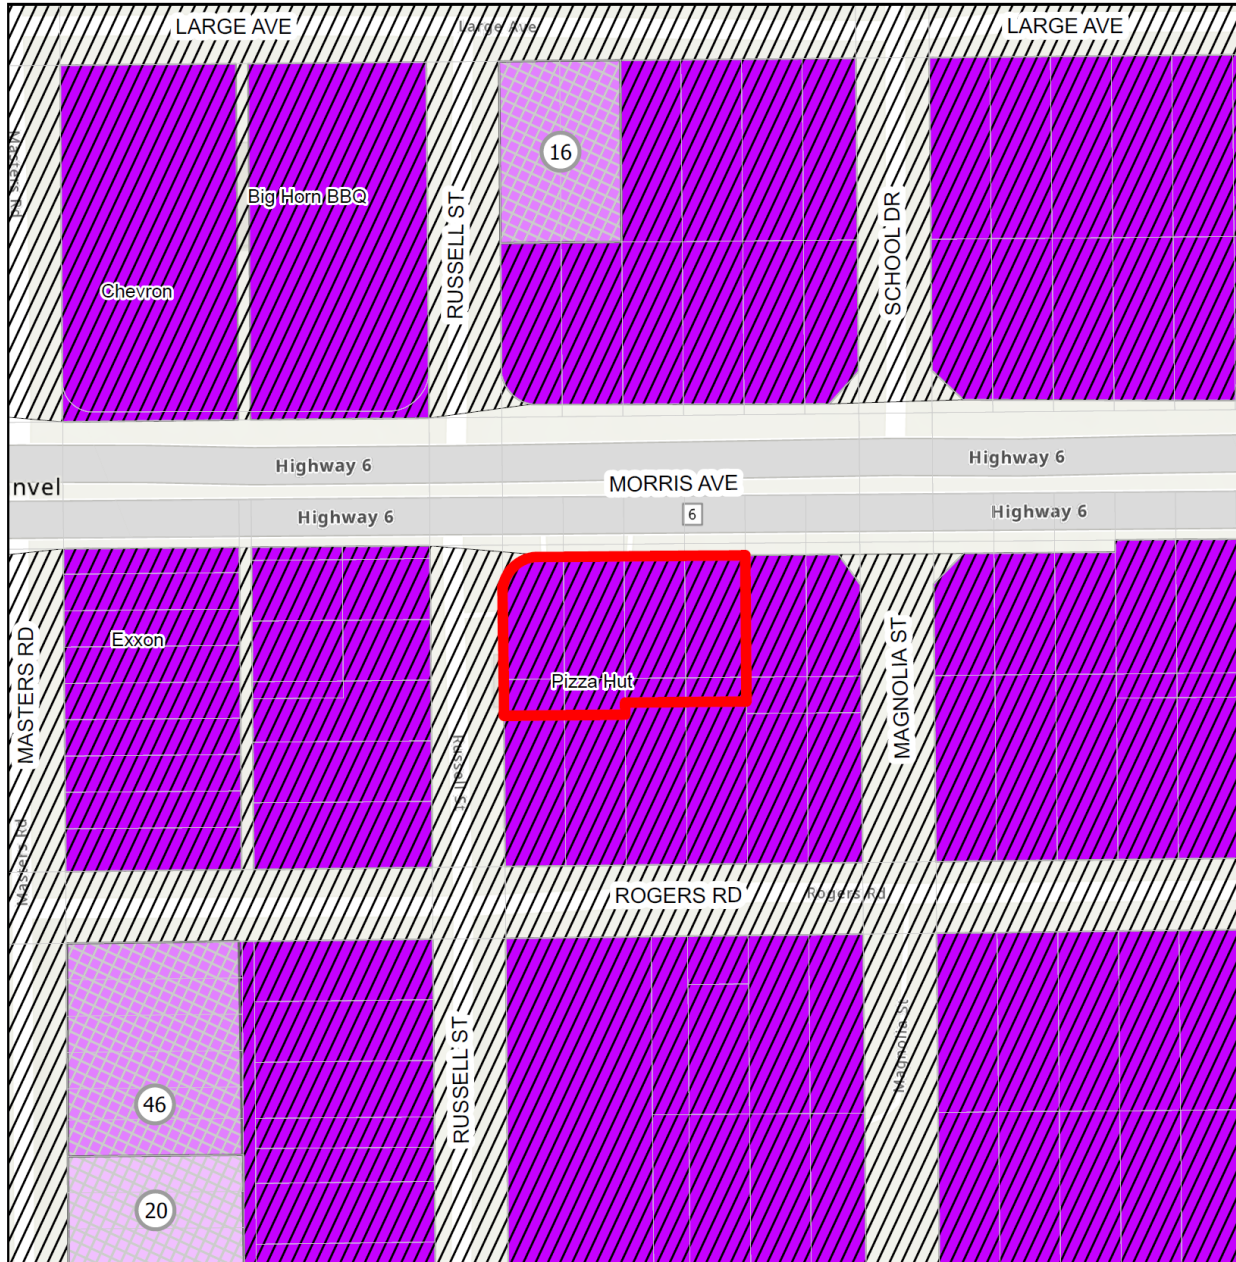 LARGE AVE
Large Ave
LARGE AVE
Masters Rd
16
Big Horn BBQ
RUSSELL ST
SCHOOL DR
Chevron
Highway 6
Highway 6
MORRIS AVE
nvel
Highway 6
6
Highway 6
MASTERS RD
Exxon
Pizza Hut
MAGNOLIA ST
Russell St
Masters Rd
ROGERS RD
Rogers Rd
RUSSELL ST
Magnolia St
46
20